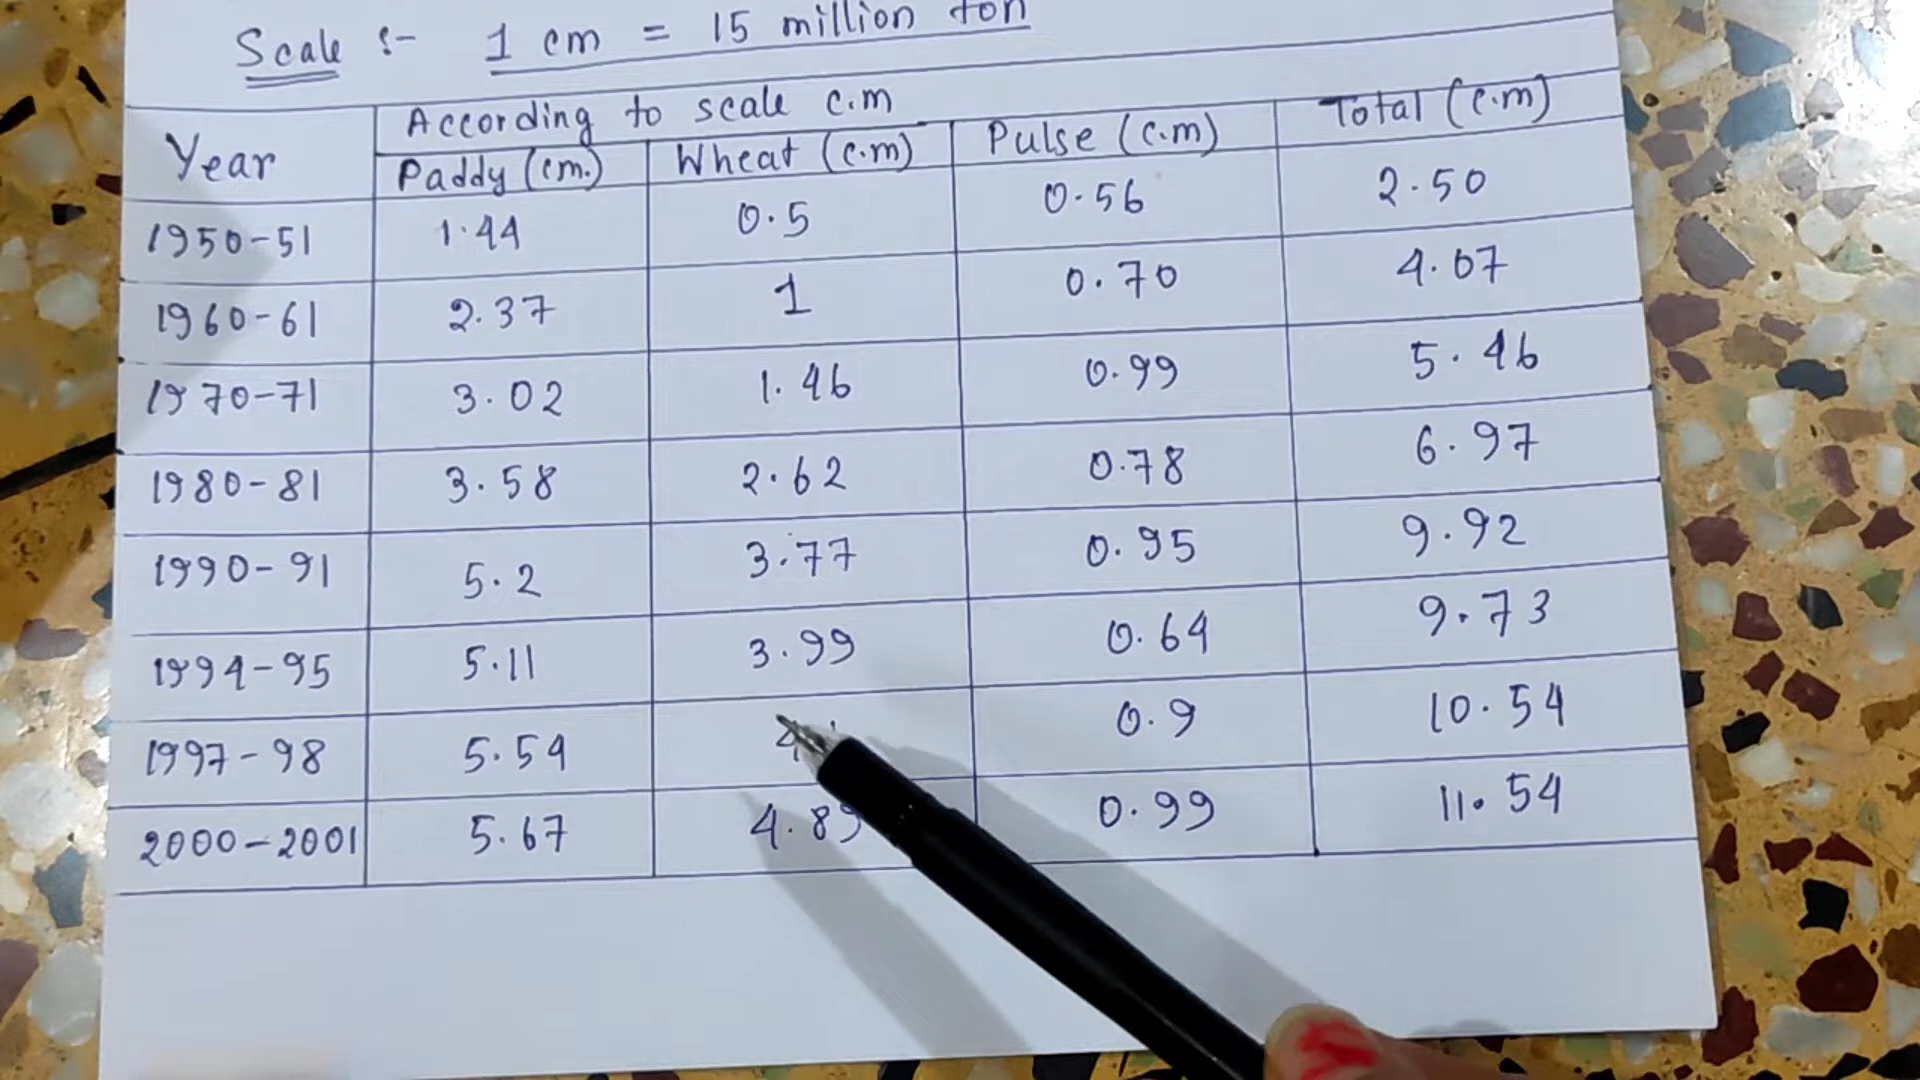 Scale :- 1 cm = 15 million ton
Year According to scale c.m
Paddy (cm.) Wheat (c.m) Pulse (c.m) Total (c.m)
1950-51 1.44 0.5 0.56 2.50
1960-61 2.37 1 0.70 4.07
1970-71 3.02 1.46 0.99 5.46
1980-81 3.58 2.62 0.78 6.97
1990-91 5.2 3.77 0.95 9.92
1994-95 5.11 3.99 0.64 9.73
1997-98 5.54 0.9 10.54
2000-2001 5.67 4.89 0.99 11.54